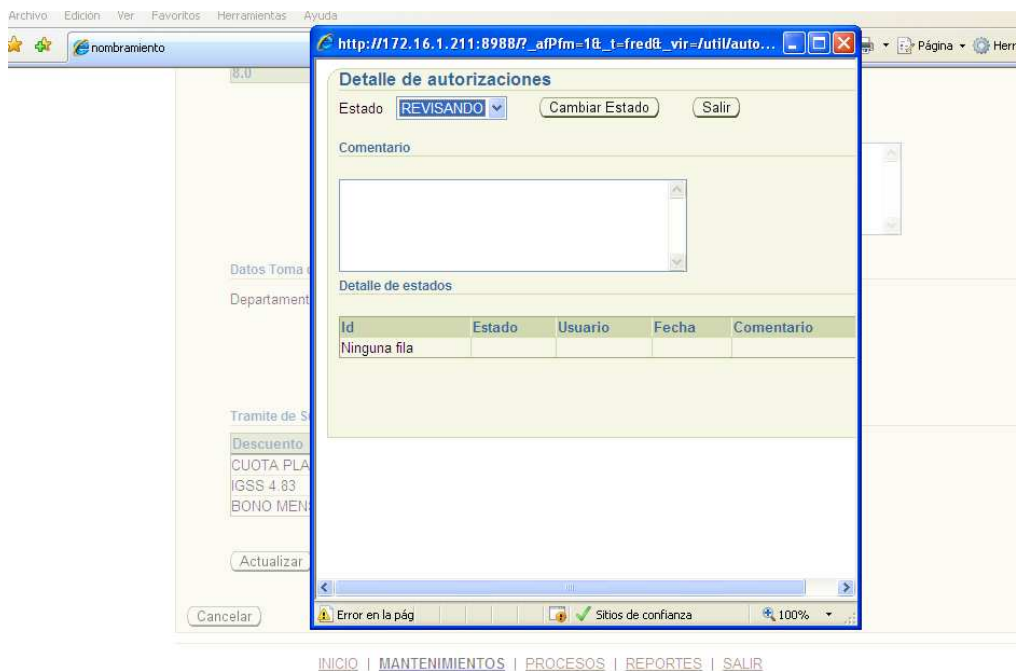 Archivo Edición Ver Favoritos Herramientas Ayuda
nombramiento
http://172.16.1.211:8988/?_afPfm=1&_t=fred&_vir=/util/auto...
Página
Herr
8.0
Detalle de autorizaciones
Estado REVISANDO Cambiar Estado Salir
Comentario
Datos Toma
Detalle de estados
Departament
Id Estado Usuario Fecha Comentario
Ninguna fila
Tramite de S
Descuento
CUOTA PLA
IGSS 4.83
BONO MEN
Actualizar
Cancelar
Error en la pág Sitios de confianza 100%
INICIO | MANTENIMIENTOS | PROCESOS | REPORTES | SALIR